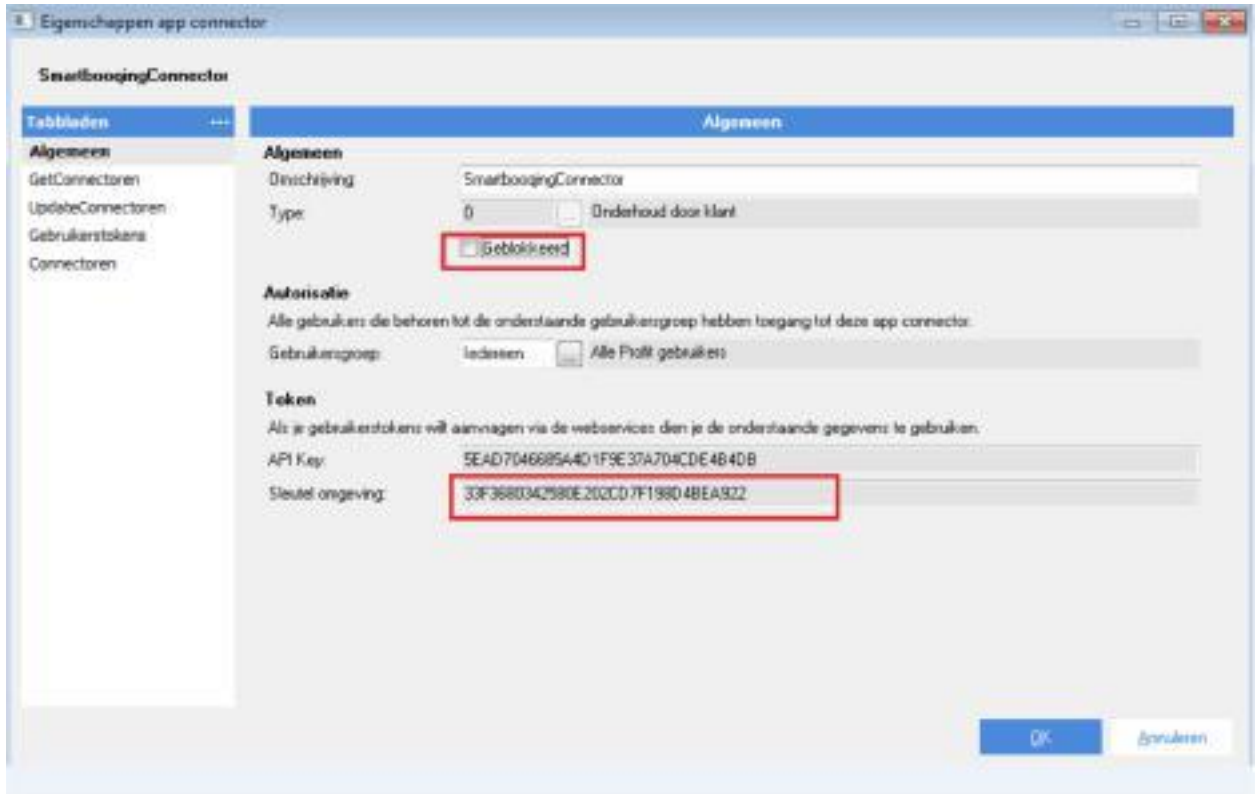 Eigenschappen app connector
SmartbooqingConnector
Tabbladen
Algemeen
GetConnectoren
UpdateConnectoren
Gebruikerstokens
Connectoren
Algemeen
Algemeen
Omschrijving: SmartbooqingConnector
Type: 0 ... Onderhoud door klant
Geblokkeerd
Autorisatie
Alle gebruikers die behoren tot de onderstaande gebruikersgroep hebben toegang tot deze app connector.
Gebruikersgroep: Iedereen ... Alle Profit gebruikers
Token
Als je gebruikerstokens wilt aanvragen via de webservices dien je de onderstaande gegevens te gebruiken.
API Key:
Sleutel omgeving:
OK
Annuleren